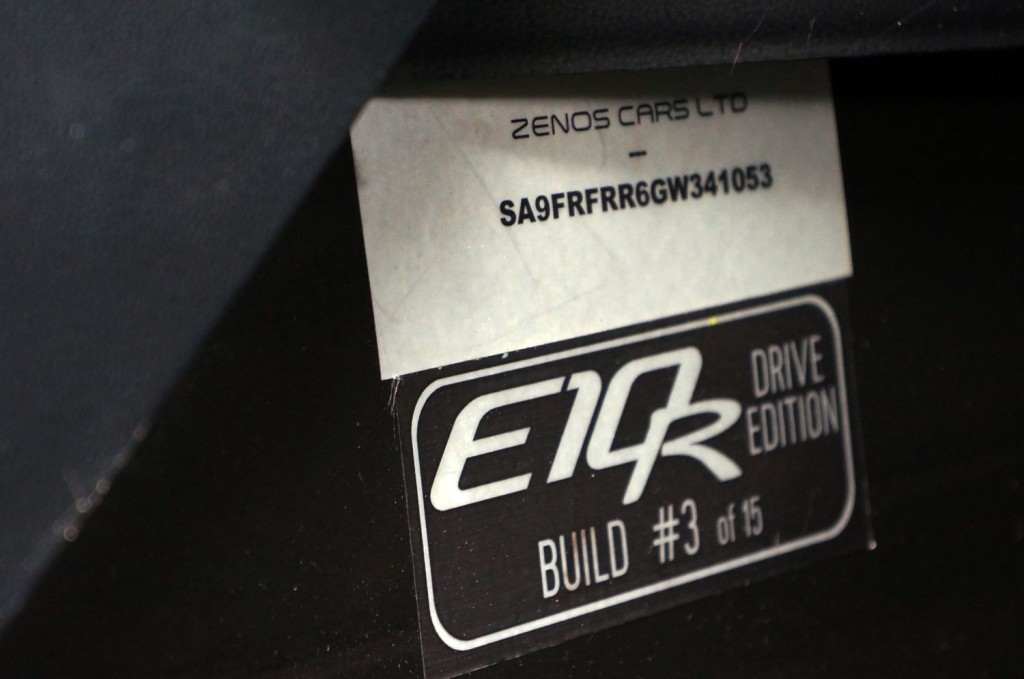 ZENOS CARS LTD
–
SA9FRFRR6GW341053
E10R DRIVE EDITION
BUILD #3 of 15